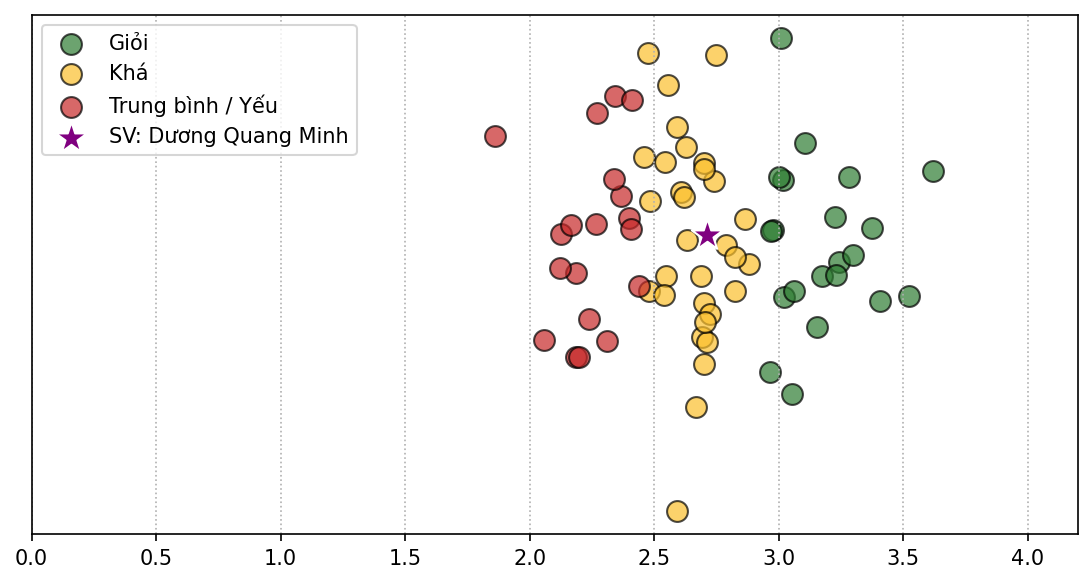 Giỏi
Khá
Trung bình / Yếu
SV: Dương Quang Minh
0.0 0.5 1.0 1.5 2.0 2.5 3.0 3.5 4.0